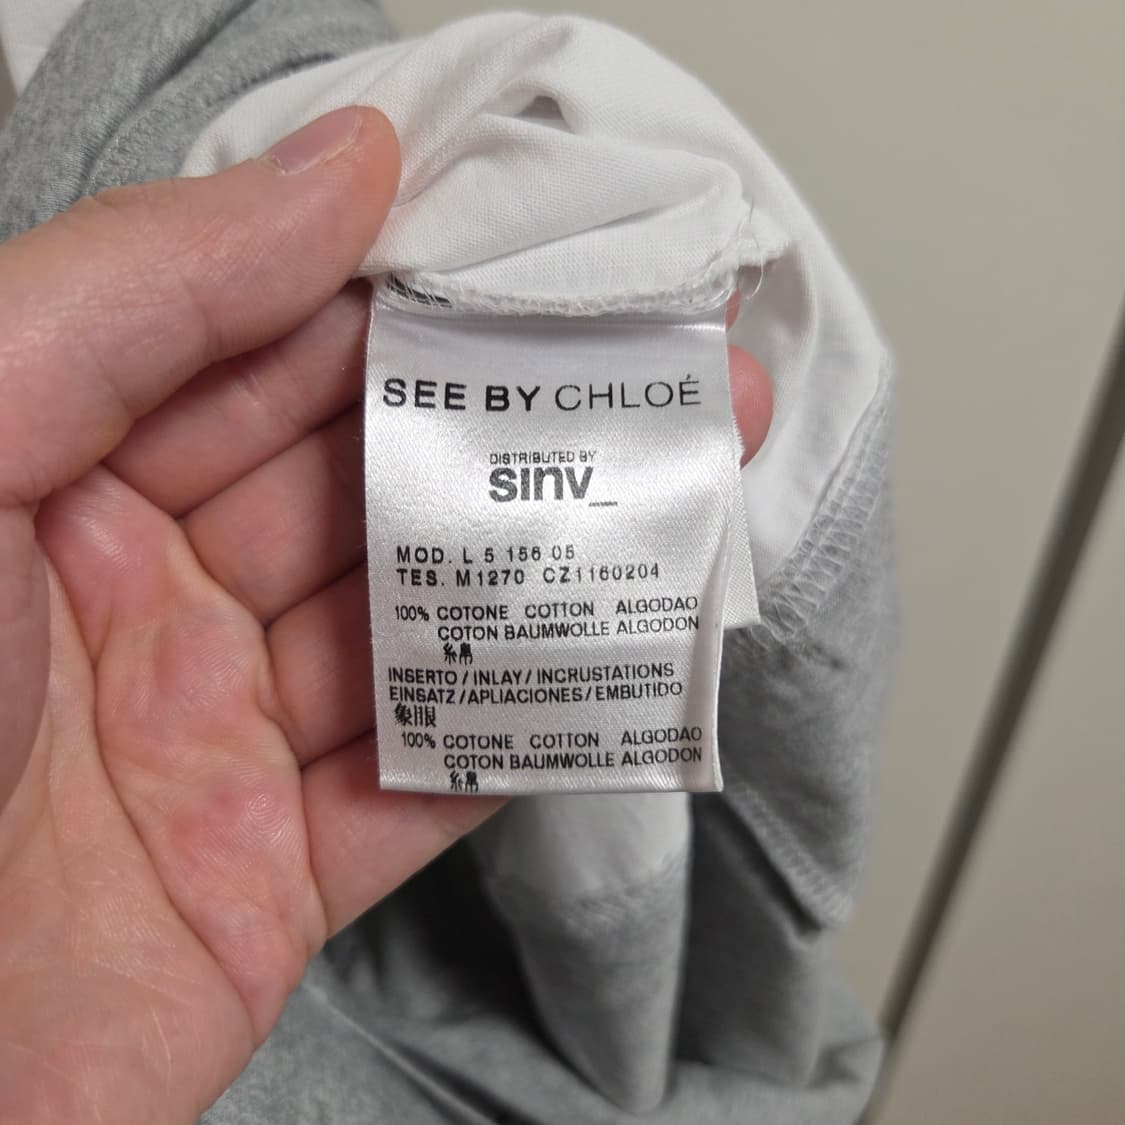 SEE BY CHLOÉ
DISTRIBUTED BY
sinv_
MOD. L 5 156 05
TES. M1270 CZ1160204
100% COTONE COTTON ALGODAO
COTON BAUMWOLLE ALGODON
INSERTO / INLAY / INCRUSTATIONS
EINSATZ / APLIACIONES / EMBUTIDO
100% COTONE COTTON ALGODAO
COTON BAUMWOLLE ALGODON